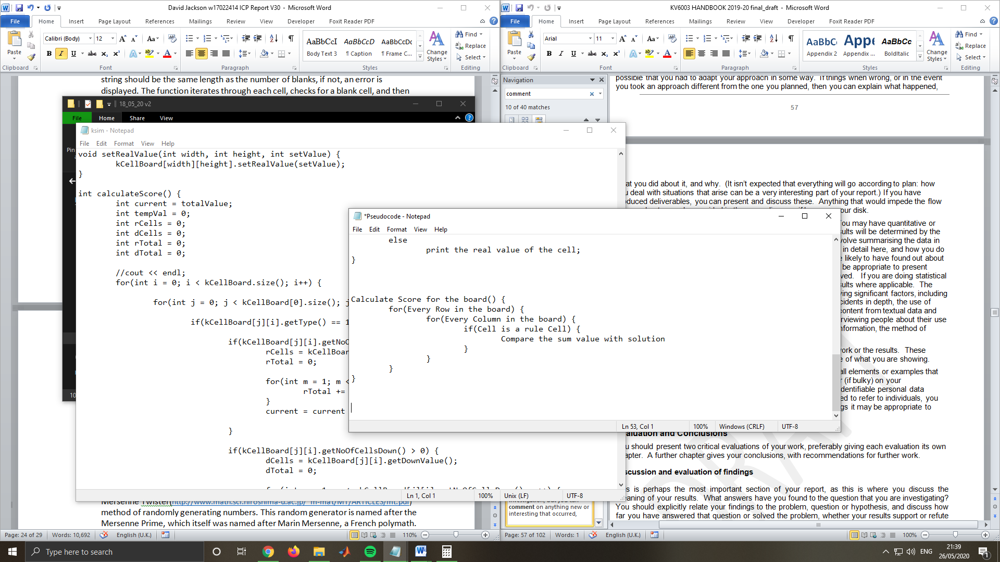 David Jackson w17022414 ICP Report V30 - Microsoft Word
File Home Insert Page Layout References Mailings Review View Developer Foxit Reader PDF
Calibri (Body) 12
Paste
Body Text 3
¶ Caption
¶ Frame C...
Change Styles
Find
Replace
Select
Clipboard Font Paragraph Styles Editing
string should be the same length as the number of blanks, if not, an error is
displayed. The function iterates through each cell, checks for a blank cell, and then
18_05_20 v2
File Home Share View
ksim - Notepad
File Edit Format View Help
void setRealValue(int width, int height, int setValue) {
kCellBoard[width][height].setRealValue(setValue);
}
int calculateScore() {
int current = totalValue;
int tempVal = 0;
int rCells = 0;
int dCells = 0;
int rTotal = 0;
int dTotal = 0;
//cout << endl;
for(int i = 0; i < kCellBoard.size(); i++) {
for(int j = 0; j < kCellBoard[0].size(); j
if(kCellBoard[j][i].getType() == 1
if(kCellBoard[j][i].getNoO
rCells = kCellBoar
rTotal = 0;
for(int m = 1; m <
rTotal +=
}
current = current
}
if(kCellBoard[j][i].getNoOfCellsDown() > 0) {
dCells = kCellBoard[j][i].getDownValue();
dTotal = 0;
Ln 1, Col 1 100% Unix (LF) UTF-8
Mersenne Twister(http://www.math.sci.hiroshima-u.ac.jp/~m-mat/MT/ARTICLES/mt.pdf)
method of randomly generating numbers. This random generator is named after the
Mersenne Prime, which itself was named after Marin Mersenne, a French polymath.
Page: 24 of 29 Words: 10,692 English (U.K.) 110%
*Pseudocode - Notepad
File Edit Format View Help
else
print the real value of the cell;
}
Calculate Score for the board() {
for(Every Row in the board) {
for(Every Column in the board) {
if(Cell is a rule Cell) {
Compare the sum value with solution
}
}
}
}
Ln 53, Col 1 100% Windows (CRLF) UTF-8
KV6003 HANDBOOK 2019-20 final_draft - Microsoft Word
File Home Insert Page Layout References Mailings Review View Developer Foxit Reader PDF
Arial 11
Paste
Appendix 2
Appendix ...
BoldItalic
Change Styles
Find
Replace
Select
Clipboard Font Paragraph Styles Editing
Navigation
comment
10 of 40 matches
possible that you had to adapt your approach in some way. If things when wrong, or in the event
you took an approach different from the one you planned, then you can explain what happened,
57
at you did about it, and why. (It isn't expected that everything will go according to plan: how
u deal with situations that arise can be a very interesting part of your report.) If you have
oduced deliverables, you can present and discuss these. Anything that would impede the flow
our disk.
ou may have quantitative or
sults will be determined by the
volve summarising the data in
in detail here, and how you do
e likely to have found out about
be appropriate to present
ved. If you are doing statistical
sults where applicable. The
ving significant factors, including
cidents in depth, the use of
content from textual data and
rviewing people about their use
nformation, the method of
ork or the results. These
e of what you are showing.
all elements or examples that
r (if bulky) on your
dentifiable personal data
ed to refer to individuals, you
gs it may be appropriate to
aluation and Conclusions
u should present two critical evaluations of your work, preferably giving each evaluation its own
apter. A further chapter gives your conclusions, with recommendations for further work.
scussion and evaluation of findings
is is perhaps the most important section of your report, as this is where you discuss the
eaning of your results. What answers have you found to the question that you are investigating?
You should explicitly relate your findings to the problem, question or hypothesis, and discuss how
far you have answered that question or solved the problem, whether your results support or refute
comment on anything new or
interesting that occurred,
Page: 57 of 102 Words: 1 English (U.K.) 100%
Type here to search
ENG
21:39
26/05/2020